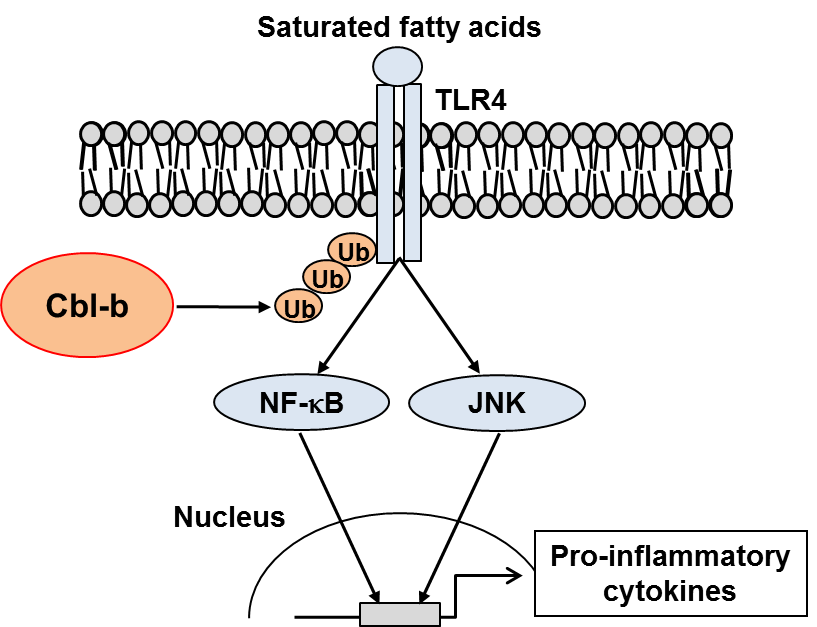 Saturated fatty acids
TLR4
Ub
Ub
Ub
Cbl-b
NF-κB
JNK
Nucleus
Pro-inflammatory
cytokines